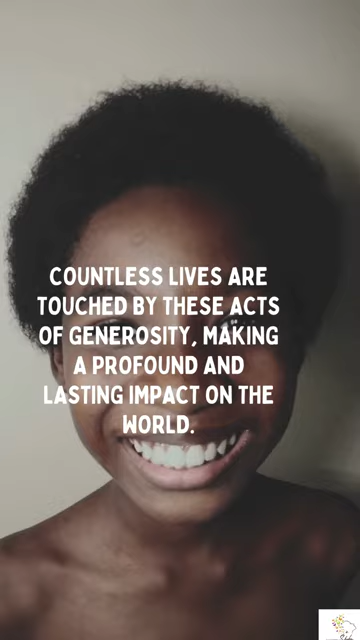 COUNTLESS LIVES ARE
TOUCHED BY THESE ACTS
OF GENEROSITY, MAKING
A PROFOUND AND
LASTING IMPACT ON THE
WORLD.